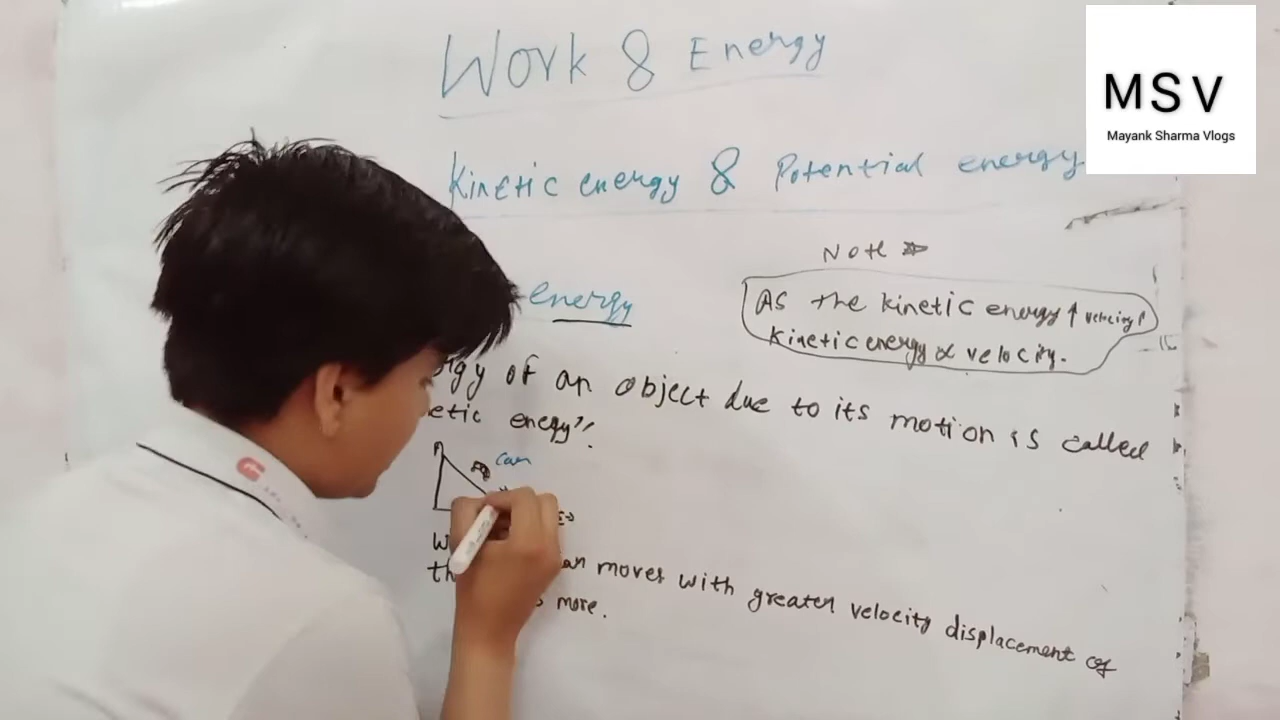 Work & Energy
MSV
Mayank Sharma Vlogs
Kinetic energy & Potential energy
Note
energy
As the kinetic energy ↑ velocity ↑
Kinetic energy ∝ velocity.
of an object due to its motion is called
energy".
moves with greater velocity displacement of
more.